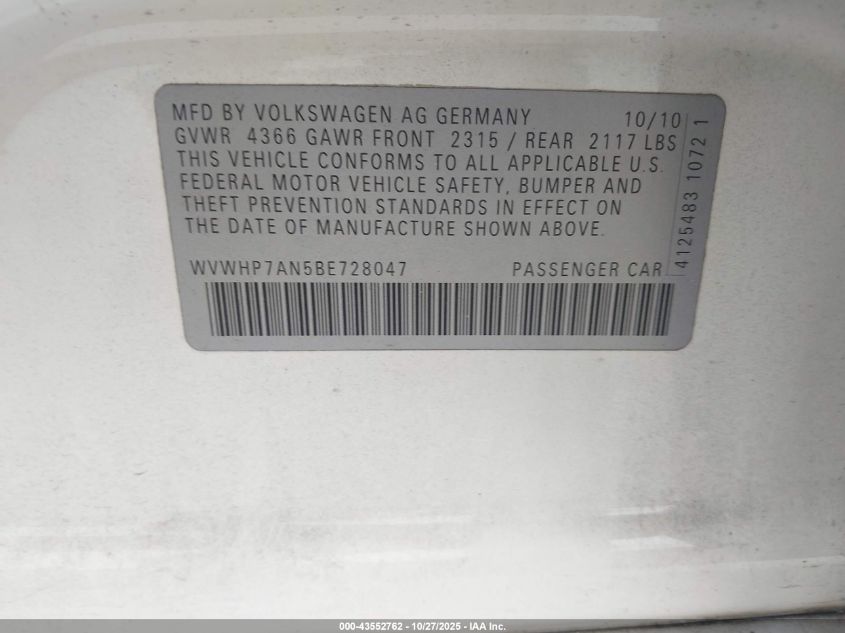 MFD BY VOLKSWAGEN AG GERMANY 10/10
GVWR 4366 GAWR FRONT 2315 / REAR 2117 LBS
THIS VEHICLE CONFORMS TO ALL APPLICABLE U.S.
FEDERAL MOTOR VEHICLE SAFETY, BUMPER AND
THEFT PREVENTION STANDARDS IN EFFECT ON
THE DATE OF MANUFACTURE SHOWN ABOVE.
WVWHP7AN5BE728047 PASSENGER CAR
4125483 1072 1
000-43552762 - 10/27/2025 - IAA Inc.